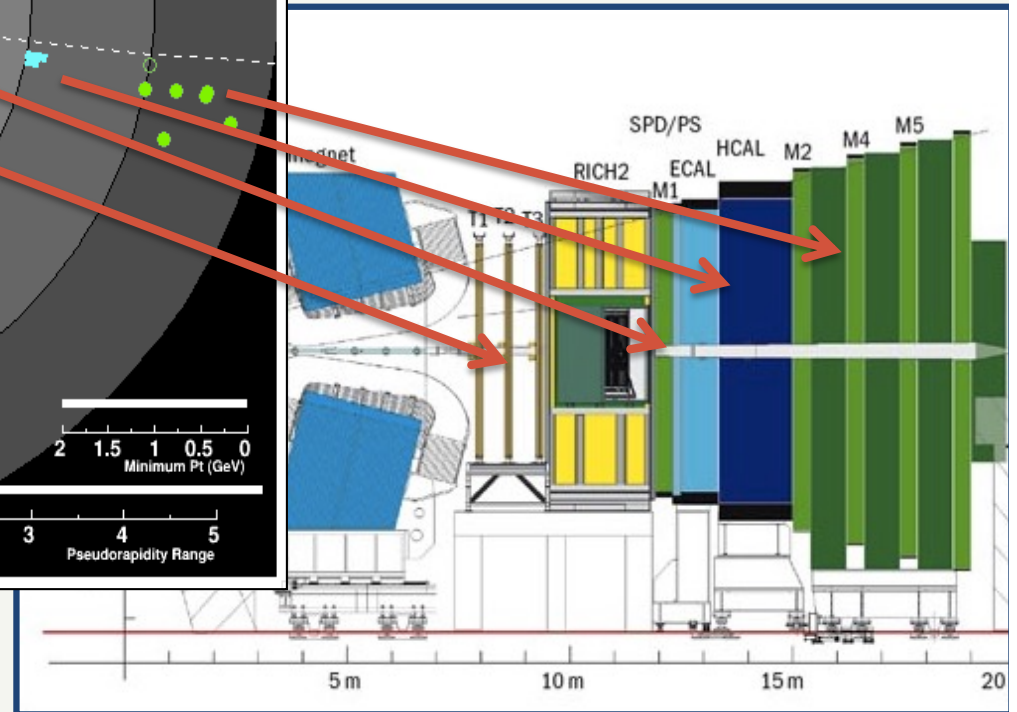 SPD/PS
M5
M4
HCAL
M2
ECAL
RICH2
M1
magnet
T1 T2 T3
2 1.5 1 0.5 0
Minimum Pt (GeV)
3 4 5
Pseudorapidity Range
5 m 10 m 15 m 20